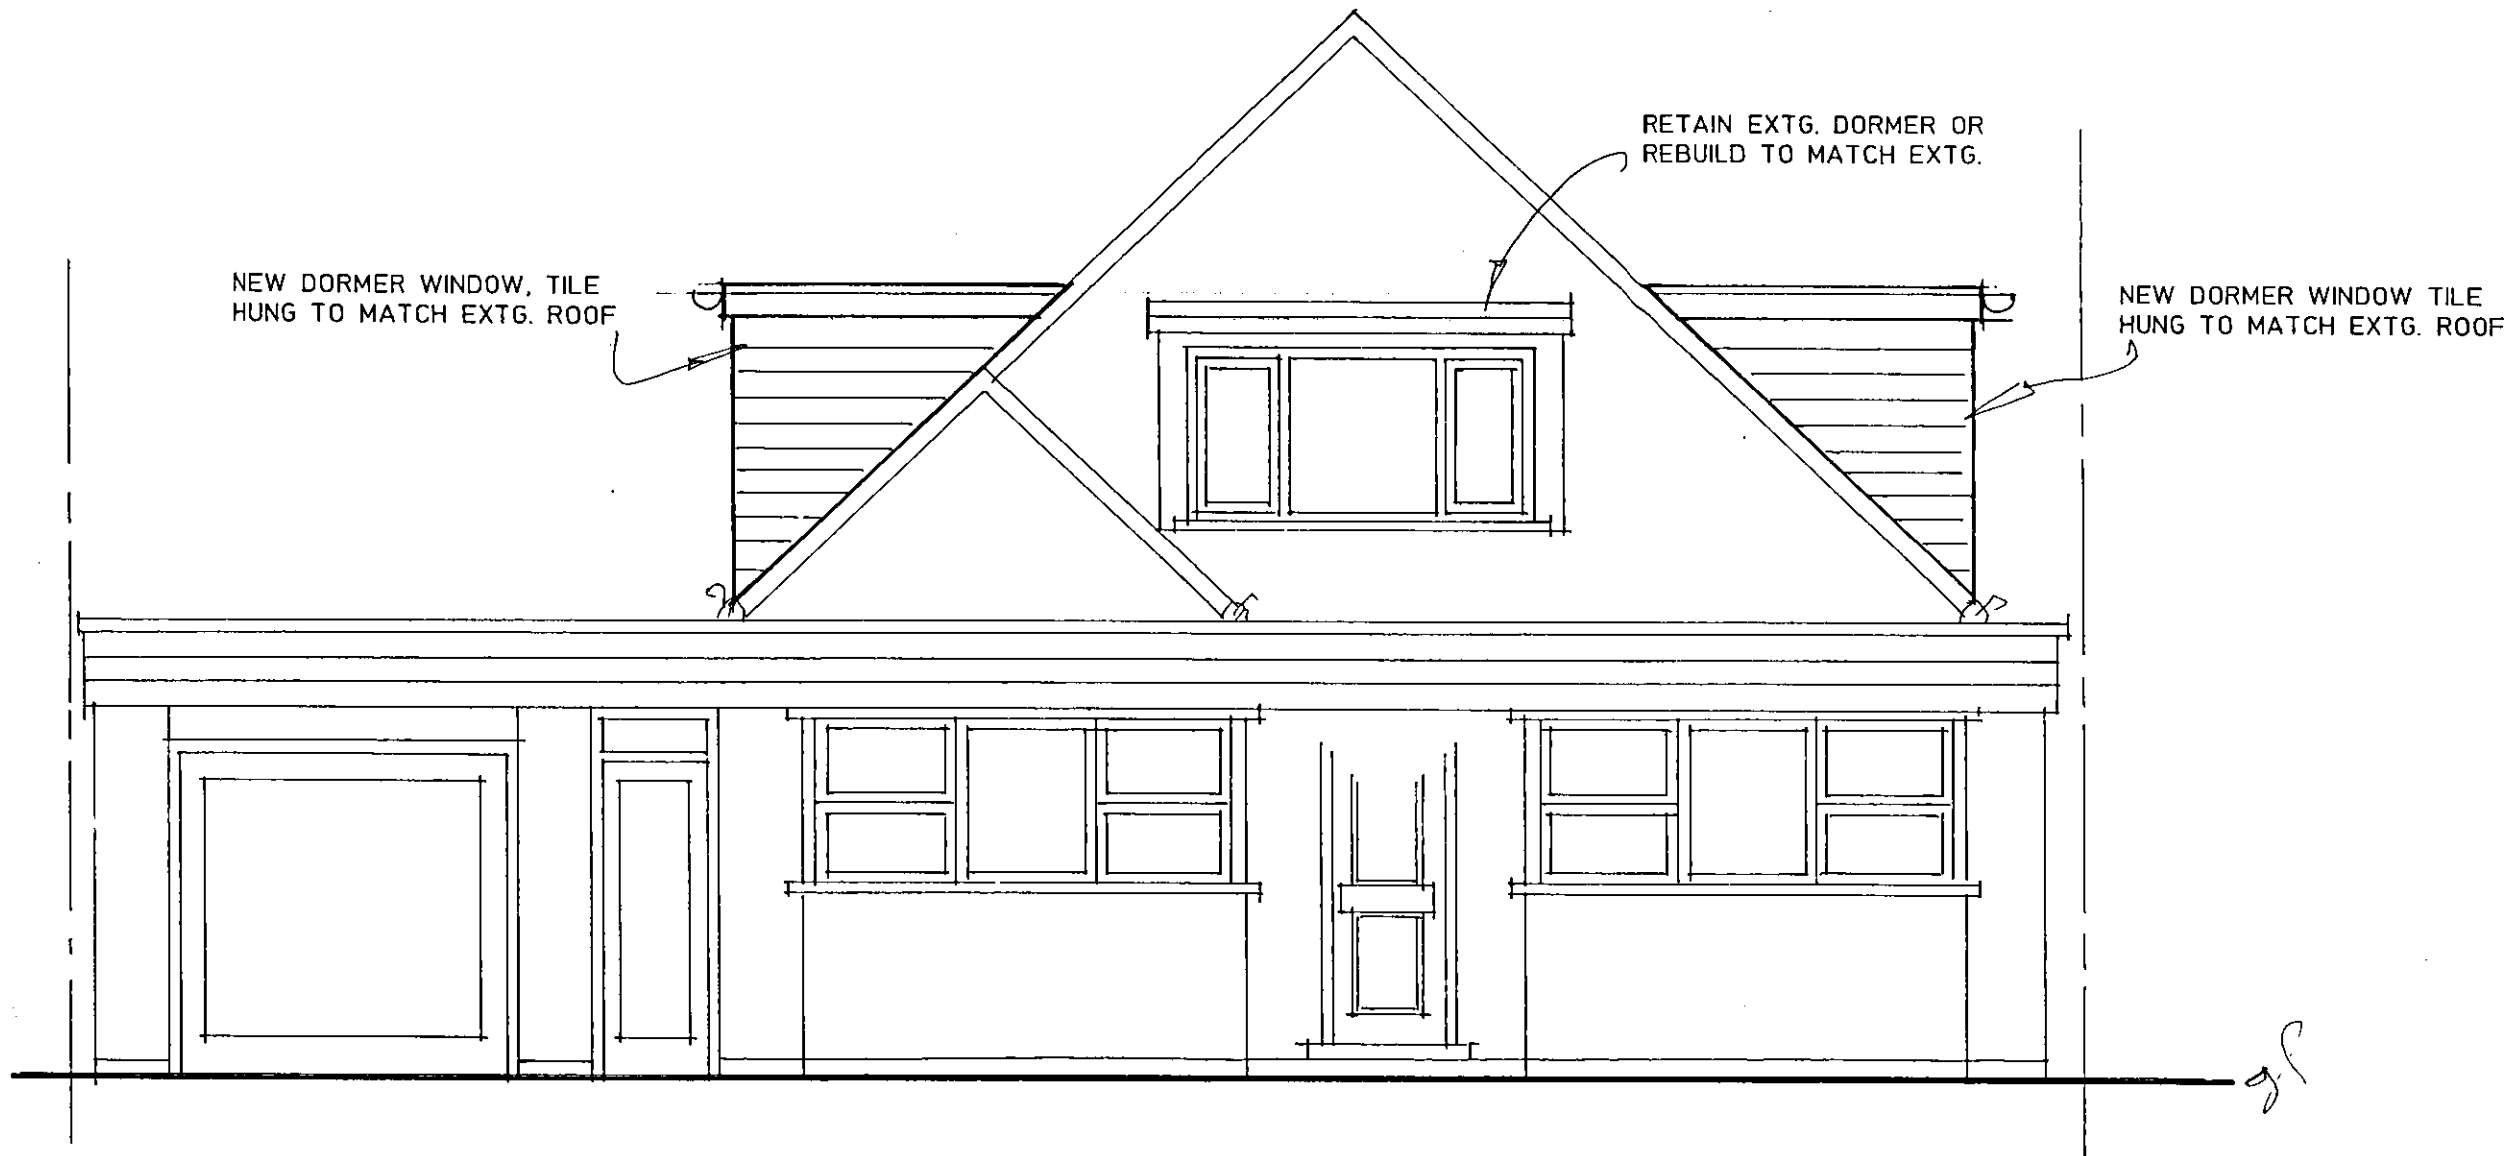 RETAIN EXTG. DORMER OR
REBUILD TO MATCH EXTG.
NEW DORMER WINDOW, TILE
HUNG TO MATCH EXTG. ROOF
NEW DORMER WINDOW TILE
HUNG TO MATCH EXTG. ROOF
g.l